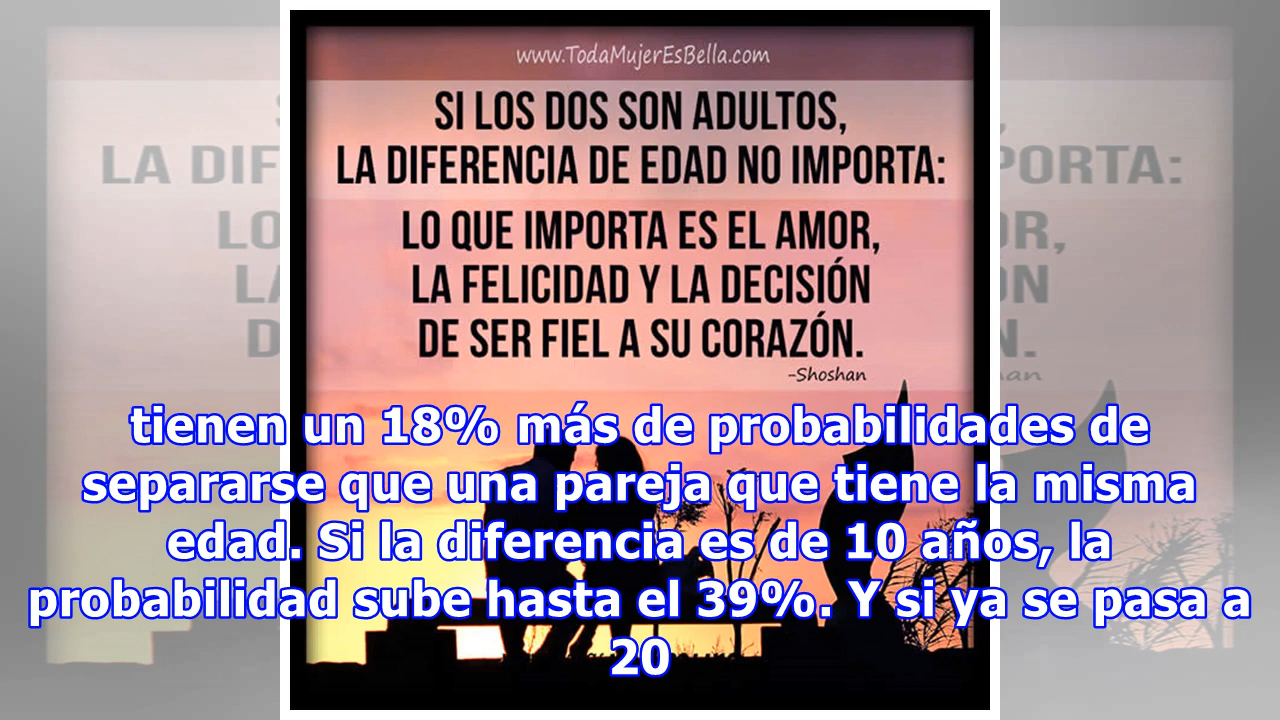 www.TodaMujerEsBella.com
SI LOS DOS SON ADULTOS,
LA DIFERENCIA DE EDAD NO IMPORTA:
LO QUE IMPORTA ES EL AMOR,
LA FELICIDAD Y LA DECISIÓN
DE SER FIEL A SU CORAZÓN.
-Shoshan
tienen un 18% más de probabilidades de
separarse que una pareja que tiene la misma
edad. Si la diferencia es de 10 años, la
probabilidad sube hasta el 39%. Y si ya se pasa a
20